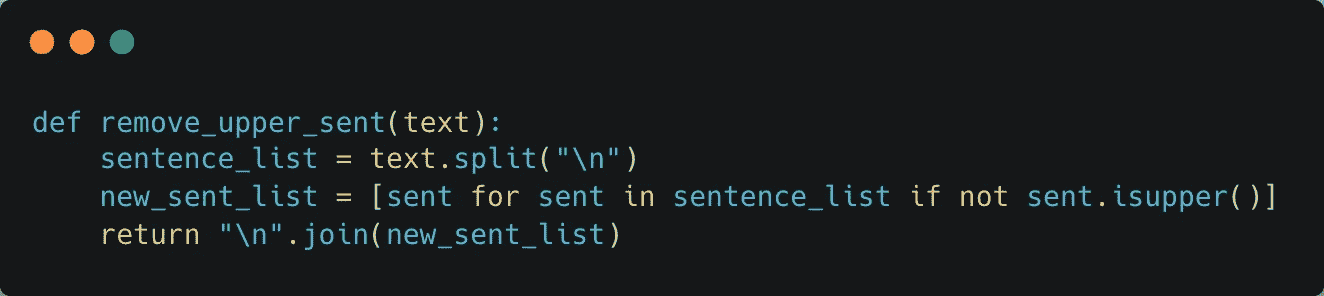 def remove_upper_sent(text):
    sentence_list = text.split("\n")
    new_sent_list = [sent for sent in sentence_list if not sent.isupper()]
    return "\n".join(new_sent_list)